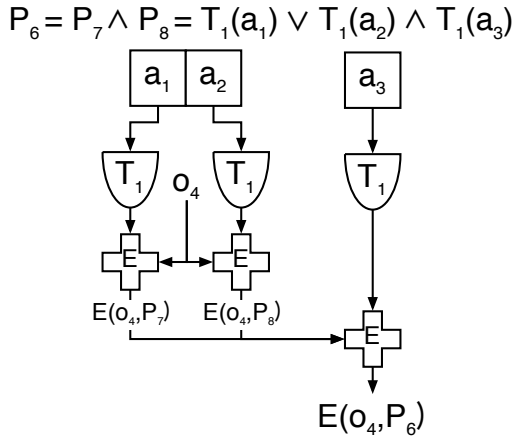 P₆ = P₇ ∧ P₈ = T₁(a₁) ∨ T₁(a₂) ∧ T₁(a₃)
a₁ a₂ a₃
T₁ T₁ T₁
o₄
E E
E(o₄,P₇) E(o₄,P₈)
E
E(o₄,P₆)